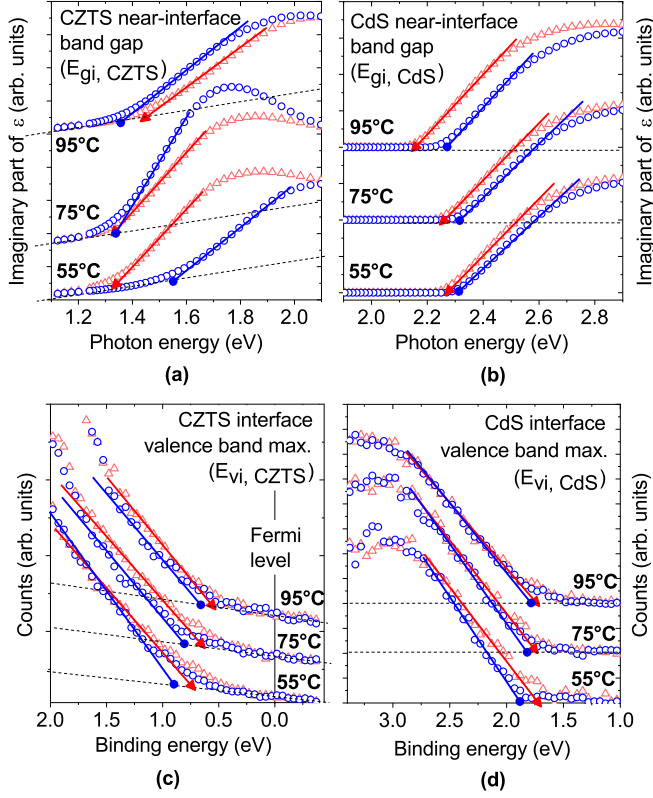 CZTS near-interface
band gap
(Egi, CZTS)
95°C
75°C
55°C
Imaginary part of ε (arb. units)
1.2 1.4 1.6 1.8 2.0
Photon energy (eV)
(a)
CdS near-interface
band gap
(Egi, CdS)
95°C
75°C
55°C
Imaginary part of ε (arb. units)
2.0 2.2 2.4 2.6 2.8
Photon energy (eV)
(b)
CZTS interface
valence band max.
(Evi, CZTS)
Fermi
level
95°C
75°C
55°C
Counts (arb. units)
2.0 1.5 1.0 0.5 0.0
Binding energy (eV)
(c)
CdS interface
valence band max.
(Evi, CdS)
95°C
75°C
55°C
Counts (arb. units)
3.0 2.5 2.0 1.5 1.0
Binding energy (eV)
(d)